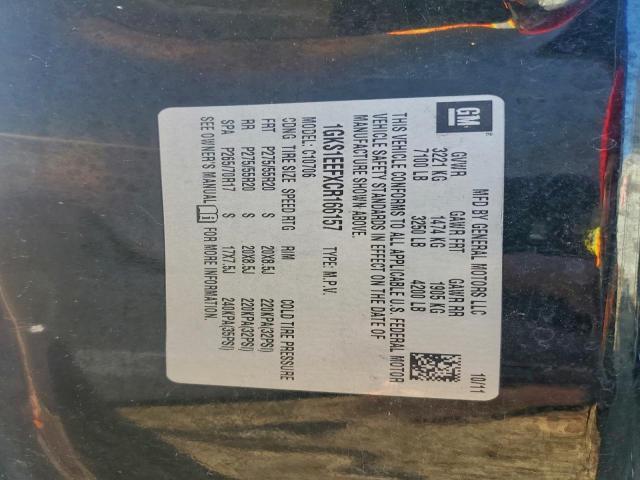 GM
MFD BY GENERAL MOTORS LLC 10/11
GVWR GAWR FRT GAWR RR
3221 KG 1474 KG 1905 KG
7100 LB 3250 LB 4200 LB
THIS VEHICLE CONFORMS TO ALL APPLICABLE U.S. FEDERAL MOTOR
VEHICLE SAFETY STANDARDS IN EFFECT ON THE DATE OF
MANUFACTURE SHOWN ABOVE.
1GKS1EEFXCR166157 TYPE: M.P.V.
MODEL: C10706
CONG TIRE SIZE SPEED RTG RIM COLD TIRE PRESSURE
FRT P275/55R20 S 20X8.5J 220KPA(32PSI)
RR P275/55R20 S 20X8.5J 220KPA(32PSI)
SPA P265/70R17 S 17X7.5J 240KPA(35PSI)
SEE OWNER'S MANUAL FOR MORE INFORMATION.